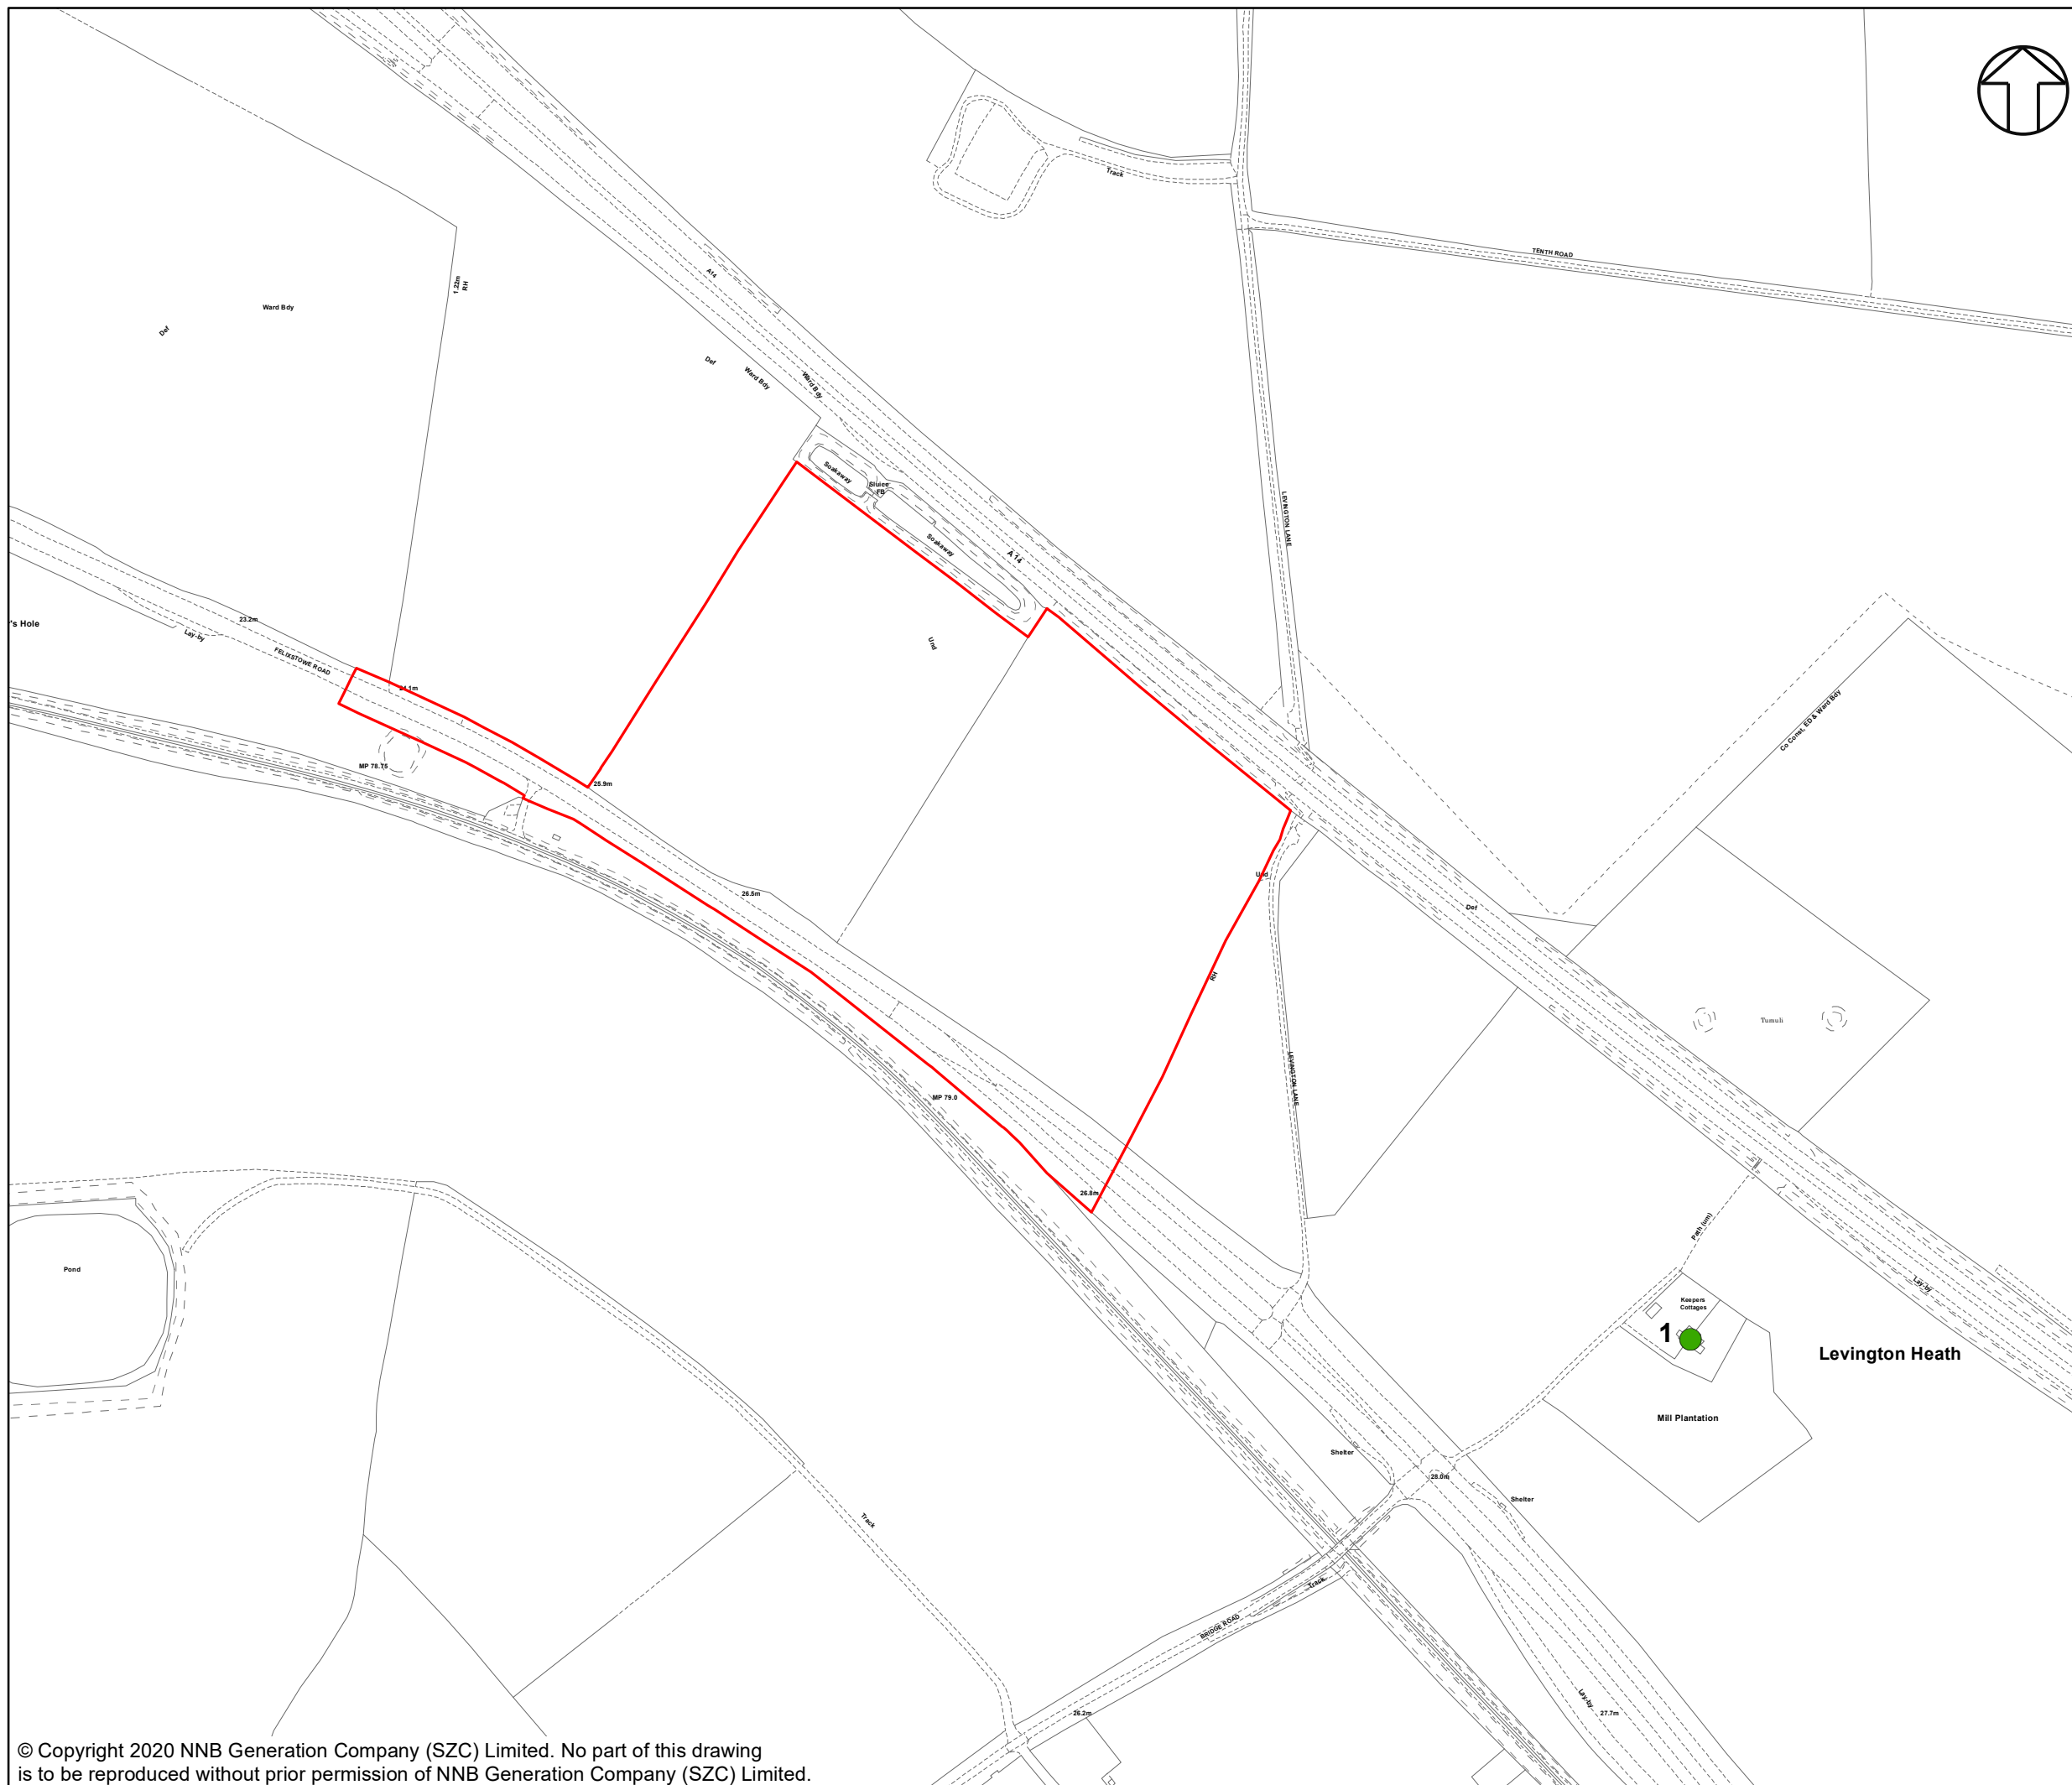 Track
TENTH ROAD
A14
1.22m
RH
Ward Bdy
Def
Def
Ward Bdy
Ward Bdy
Soakaway
Sluice
FB
Soakaway
A 14
LEVINGTON LANE
's Hole
23.2m
Lay-by
FELIXSTOWE ROAD
Und
24.1m
Co Const, ED & Ward Bdy
MP 78.75
25.9m
26.5m
Und
Def
RH
Tumuli
LEVINGTON LANE
MP 79.0
26.8m
Path (um)
Pond
Lay-by
Keepers
Cottages
1
Levington Heath
Mill Plantation
Shelter
28.0m
Shelter
Track
Track
BRIDGE ROAD
Lay-by
27.7m
26.2m
© Copyright 2020 NNB Generation Company (SZC) Limited. No part of this drawing
is to be reproduced without prior permission of NNB Generation Company (SZC) Limited.